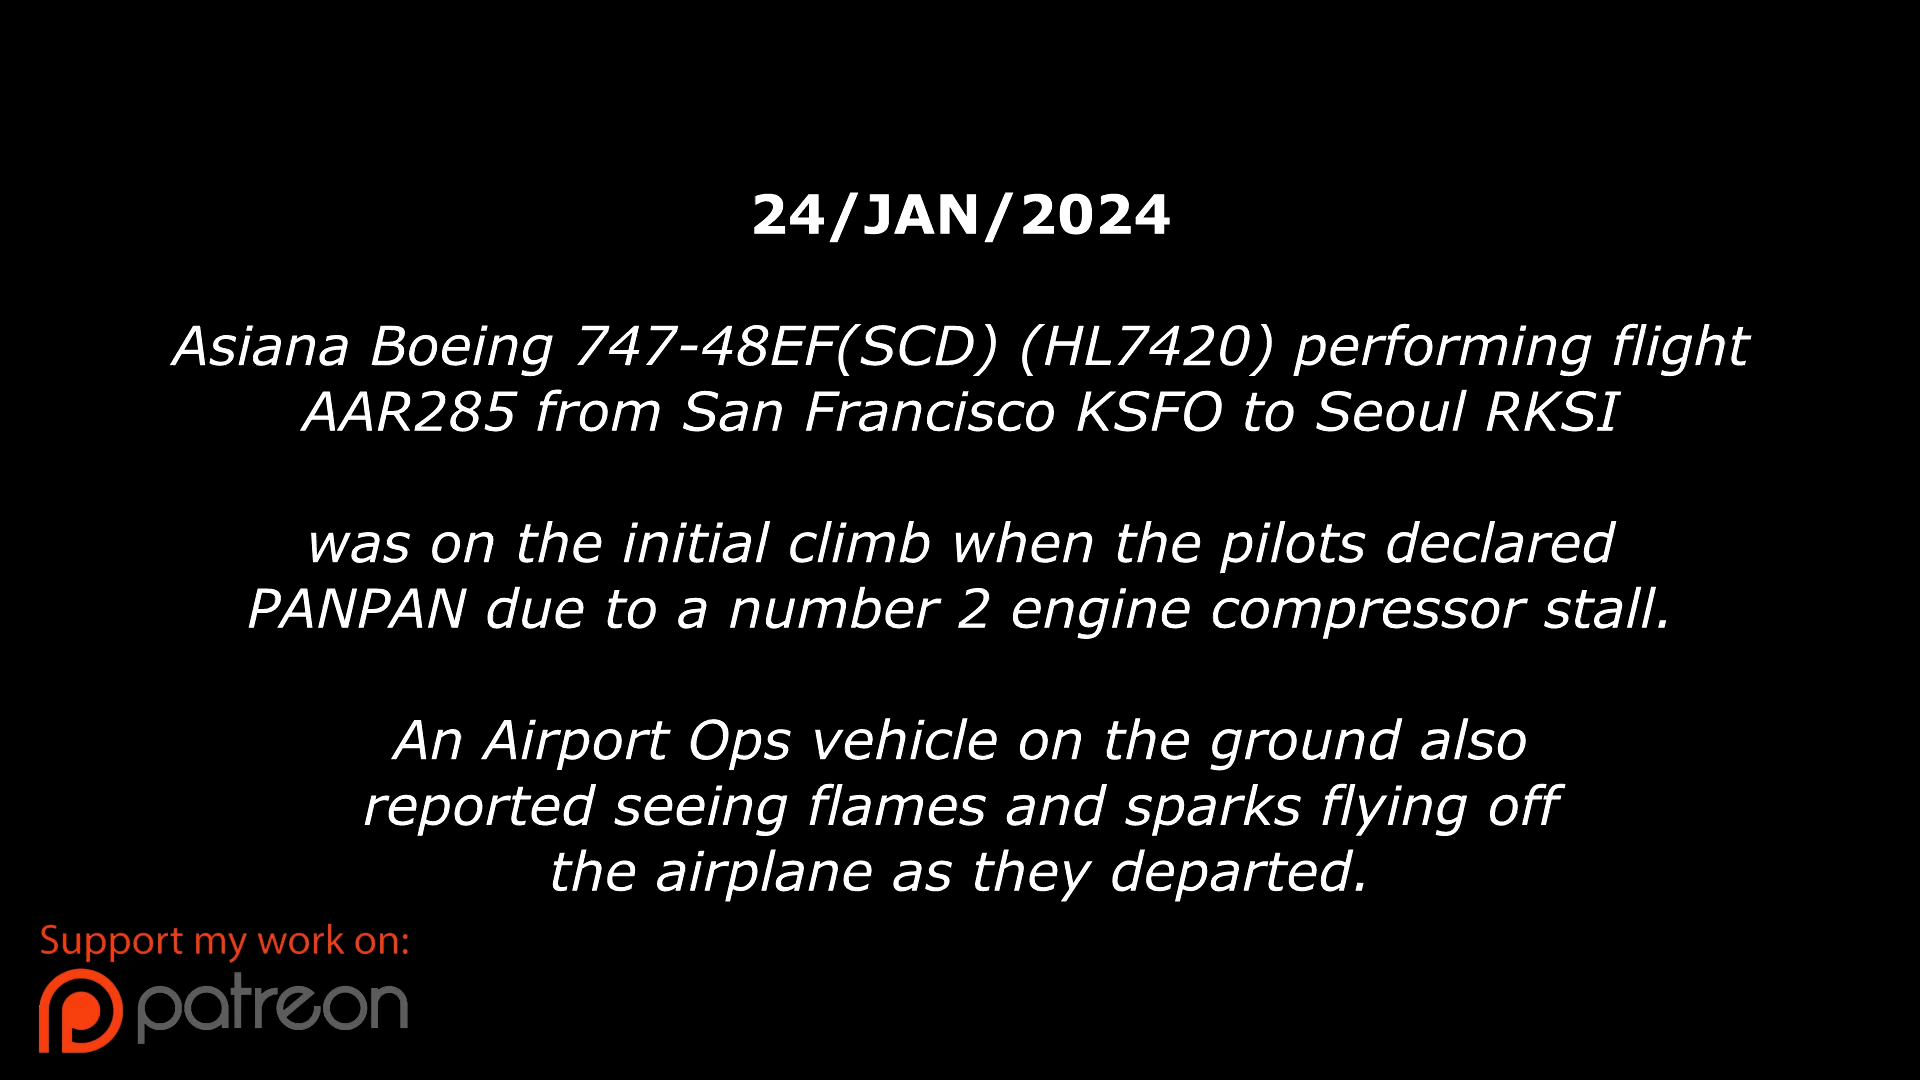 24/JAN/2024
Asiana Boeing 747-48EF(SCD) (HL7420) performing flight
AAR285 from San Francisco KSFO to Seoul RKSI
was on the initial climb when the pilots declared
PANPAN due to a number 2 engine compressor stall.
An Airport Ops vehicle on the ground also
reported seeing flames and sparks flying off
the airplane as they departed.
Support my work on:
patreon